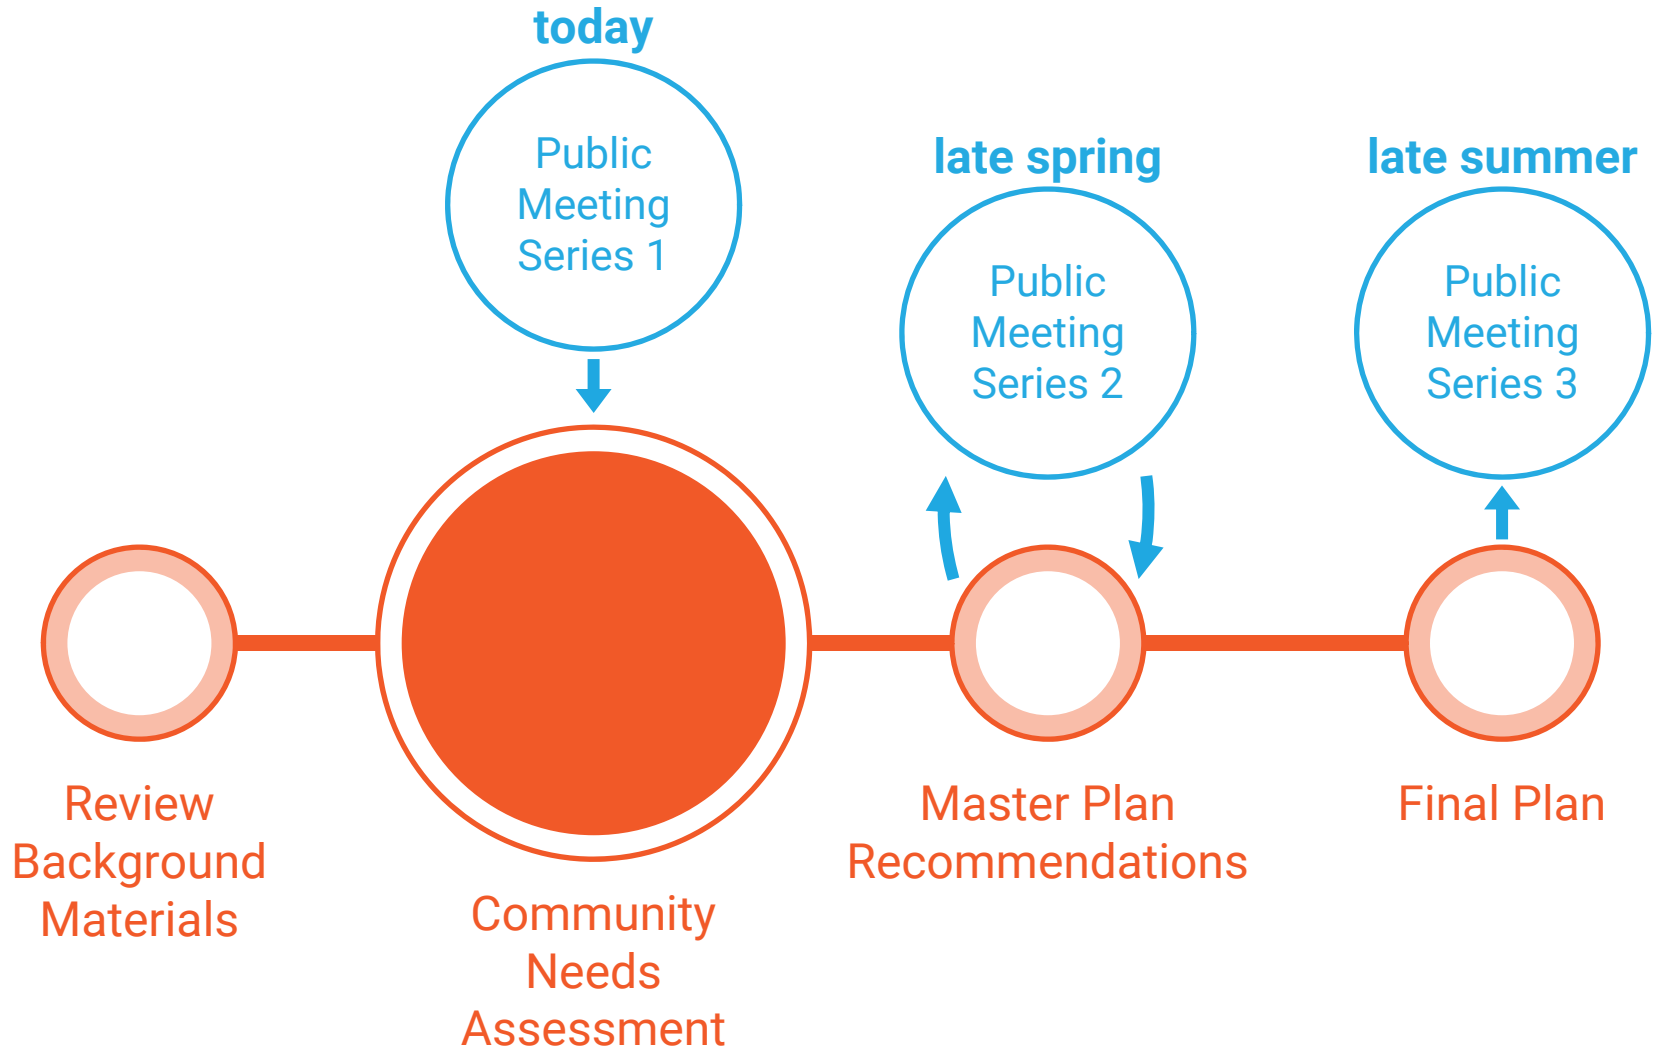 today
Public
Meeting
Series 1
late spring
Public
Meeting
Series 2
late summer
Public
Meeting
Series 3
Review
Background
Materials
Community
Needs
Assessment
Master Plan
Recommendations
Final Plan